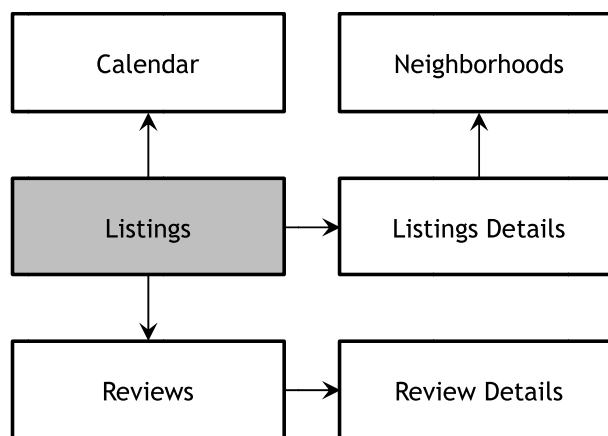 Calendar
Neighborhoods
Listings
Listings Details
Reviews
Review Details